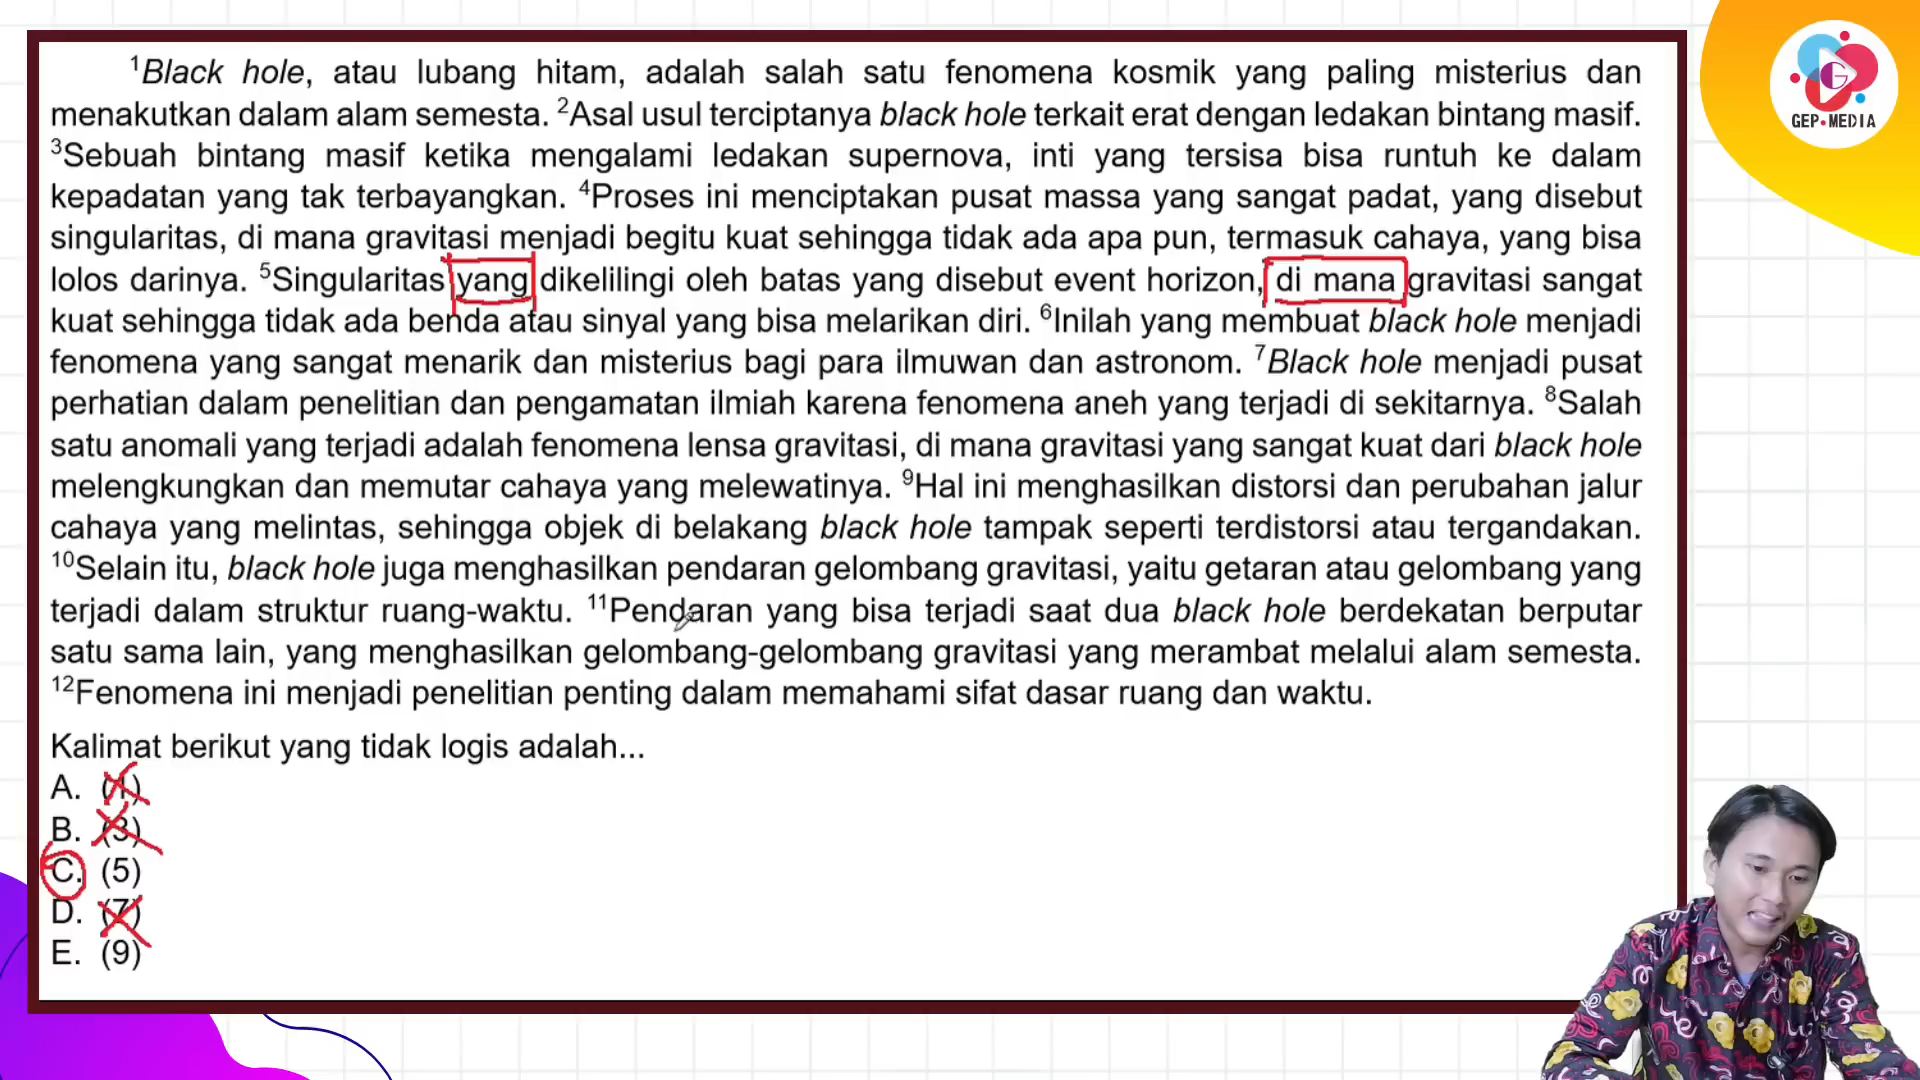 ¹Black hole, atau lubang hitam, adalah salah satu fenomena kosmik yang paling misterius dan
menakutkan dalam alam semesta. ²Asal usul terciptanya black hole terkait erat dengan ledakan bintang masif.
³Sebuah bintang masif ketika mengalami ledakan supernova, inti yang tersisa bisa runtuh ke dalam
kepadatan yang tak terbayangkan. ⁴Proses ini menciptakan pusat massa yang sangat padat, yang disebut
singularitas, di mana gravitasi menjadi begitu kuat sehingga tidak ada apa pun, termasuk cahaya, yang bisa
lolos darinya. ⁵Singularitas yang dikelilingi oleh batas yang disebut event horizon, di mana gravitasi sangat
kuat sehingga tidak ada benda atau sinyal yang bisa melarikan diri. ⁶Inilah yang membuat black hole menjadi
fenomena yang sangat menarik dan misterius bagi para ilmuwan dan astronom. ⁷Black hole menjadi pusat
perhatian dalam penelitian dan pengamatan ilmiah karena fenomena aneh yang terjadi di sekitarnya. ⁸Salah
satu anomali yang terjadi adalah fenomena lensa gravitasi, di mana gravitasi yang sangat kuat dari black hole
melengkungkan dan memutar cahaya yang melewatinya. ⁹Hal ini menghasilkan distorsi dan perubahan jalur
cahaya yang melintas, sehingga objek di belakang black hole tampak seperti terdistorsi atau tergandakan.
¹⁰Selain itu, black hole juga menghasilkan pendaran gelombang gravitasi, yaitu getaran atau gelombang yang
terjadi dalam struktur ruang-waktu. ¹¹Pendaran yang bisa terjadi saat dua black hole berdekatan berputar
satu sama lain, yang menghasilkan gelombang-gelombang gravitasi yang merambat melalui alam semesta.
¹²Fenomena ini menjadi penelitian penting dalam memahami sifat dasar ruang dan waktu.
Kalimat berikut yang tidak logis adalah...
A. (1)
B. (3)
C. (5)
D. (7)
E. (9)
G
GEP•MEDIA